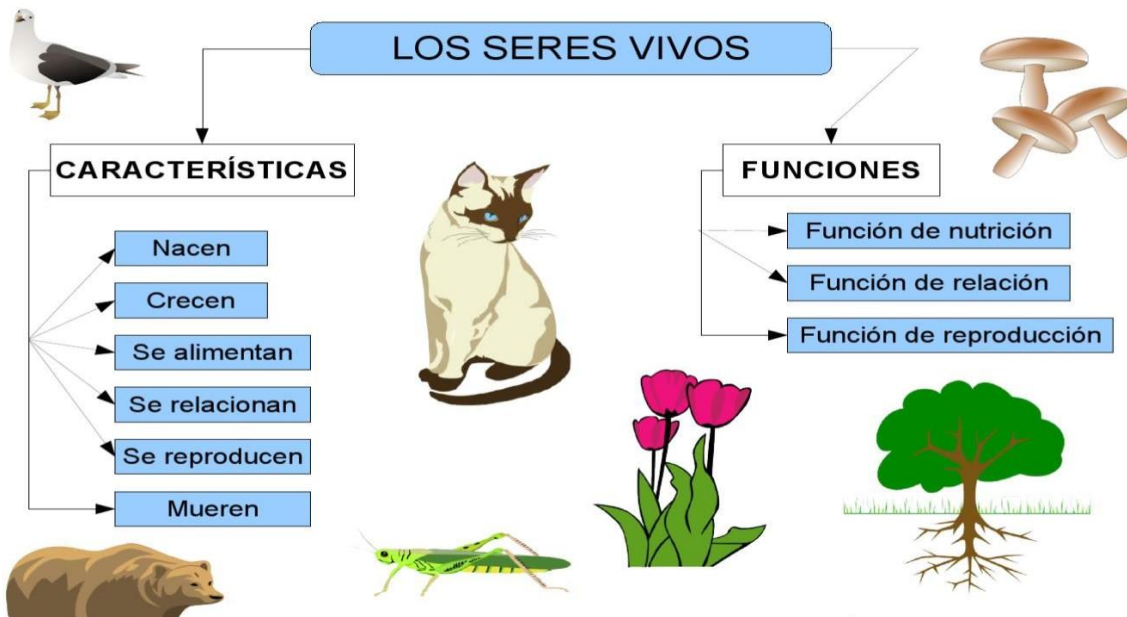 LOS SERES VIVOS
CARACTERÍSTICAS
Nacen
Crecen
Se alimentan
Se relacionan
Se reproducen
Mueren
FUNCIONES
Función de nutrición
Función de relación
Función de reproducción